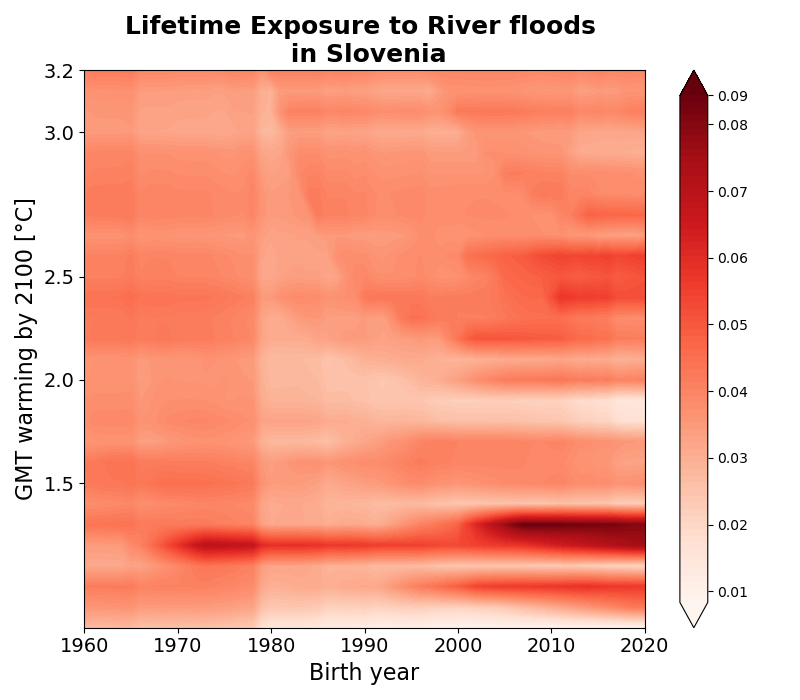 Lifetime Exposure to River floods
in Slovenia
3.2
3.0
2.5
2.0
1.5
GMT warming by 2100 [°C]
1960 1970 1980 1990 2000 2010 2020
Birth year
0.09
0.08
0.07
0.06
0.05
0.04
0.03
0.02
0.01